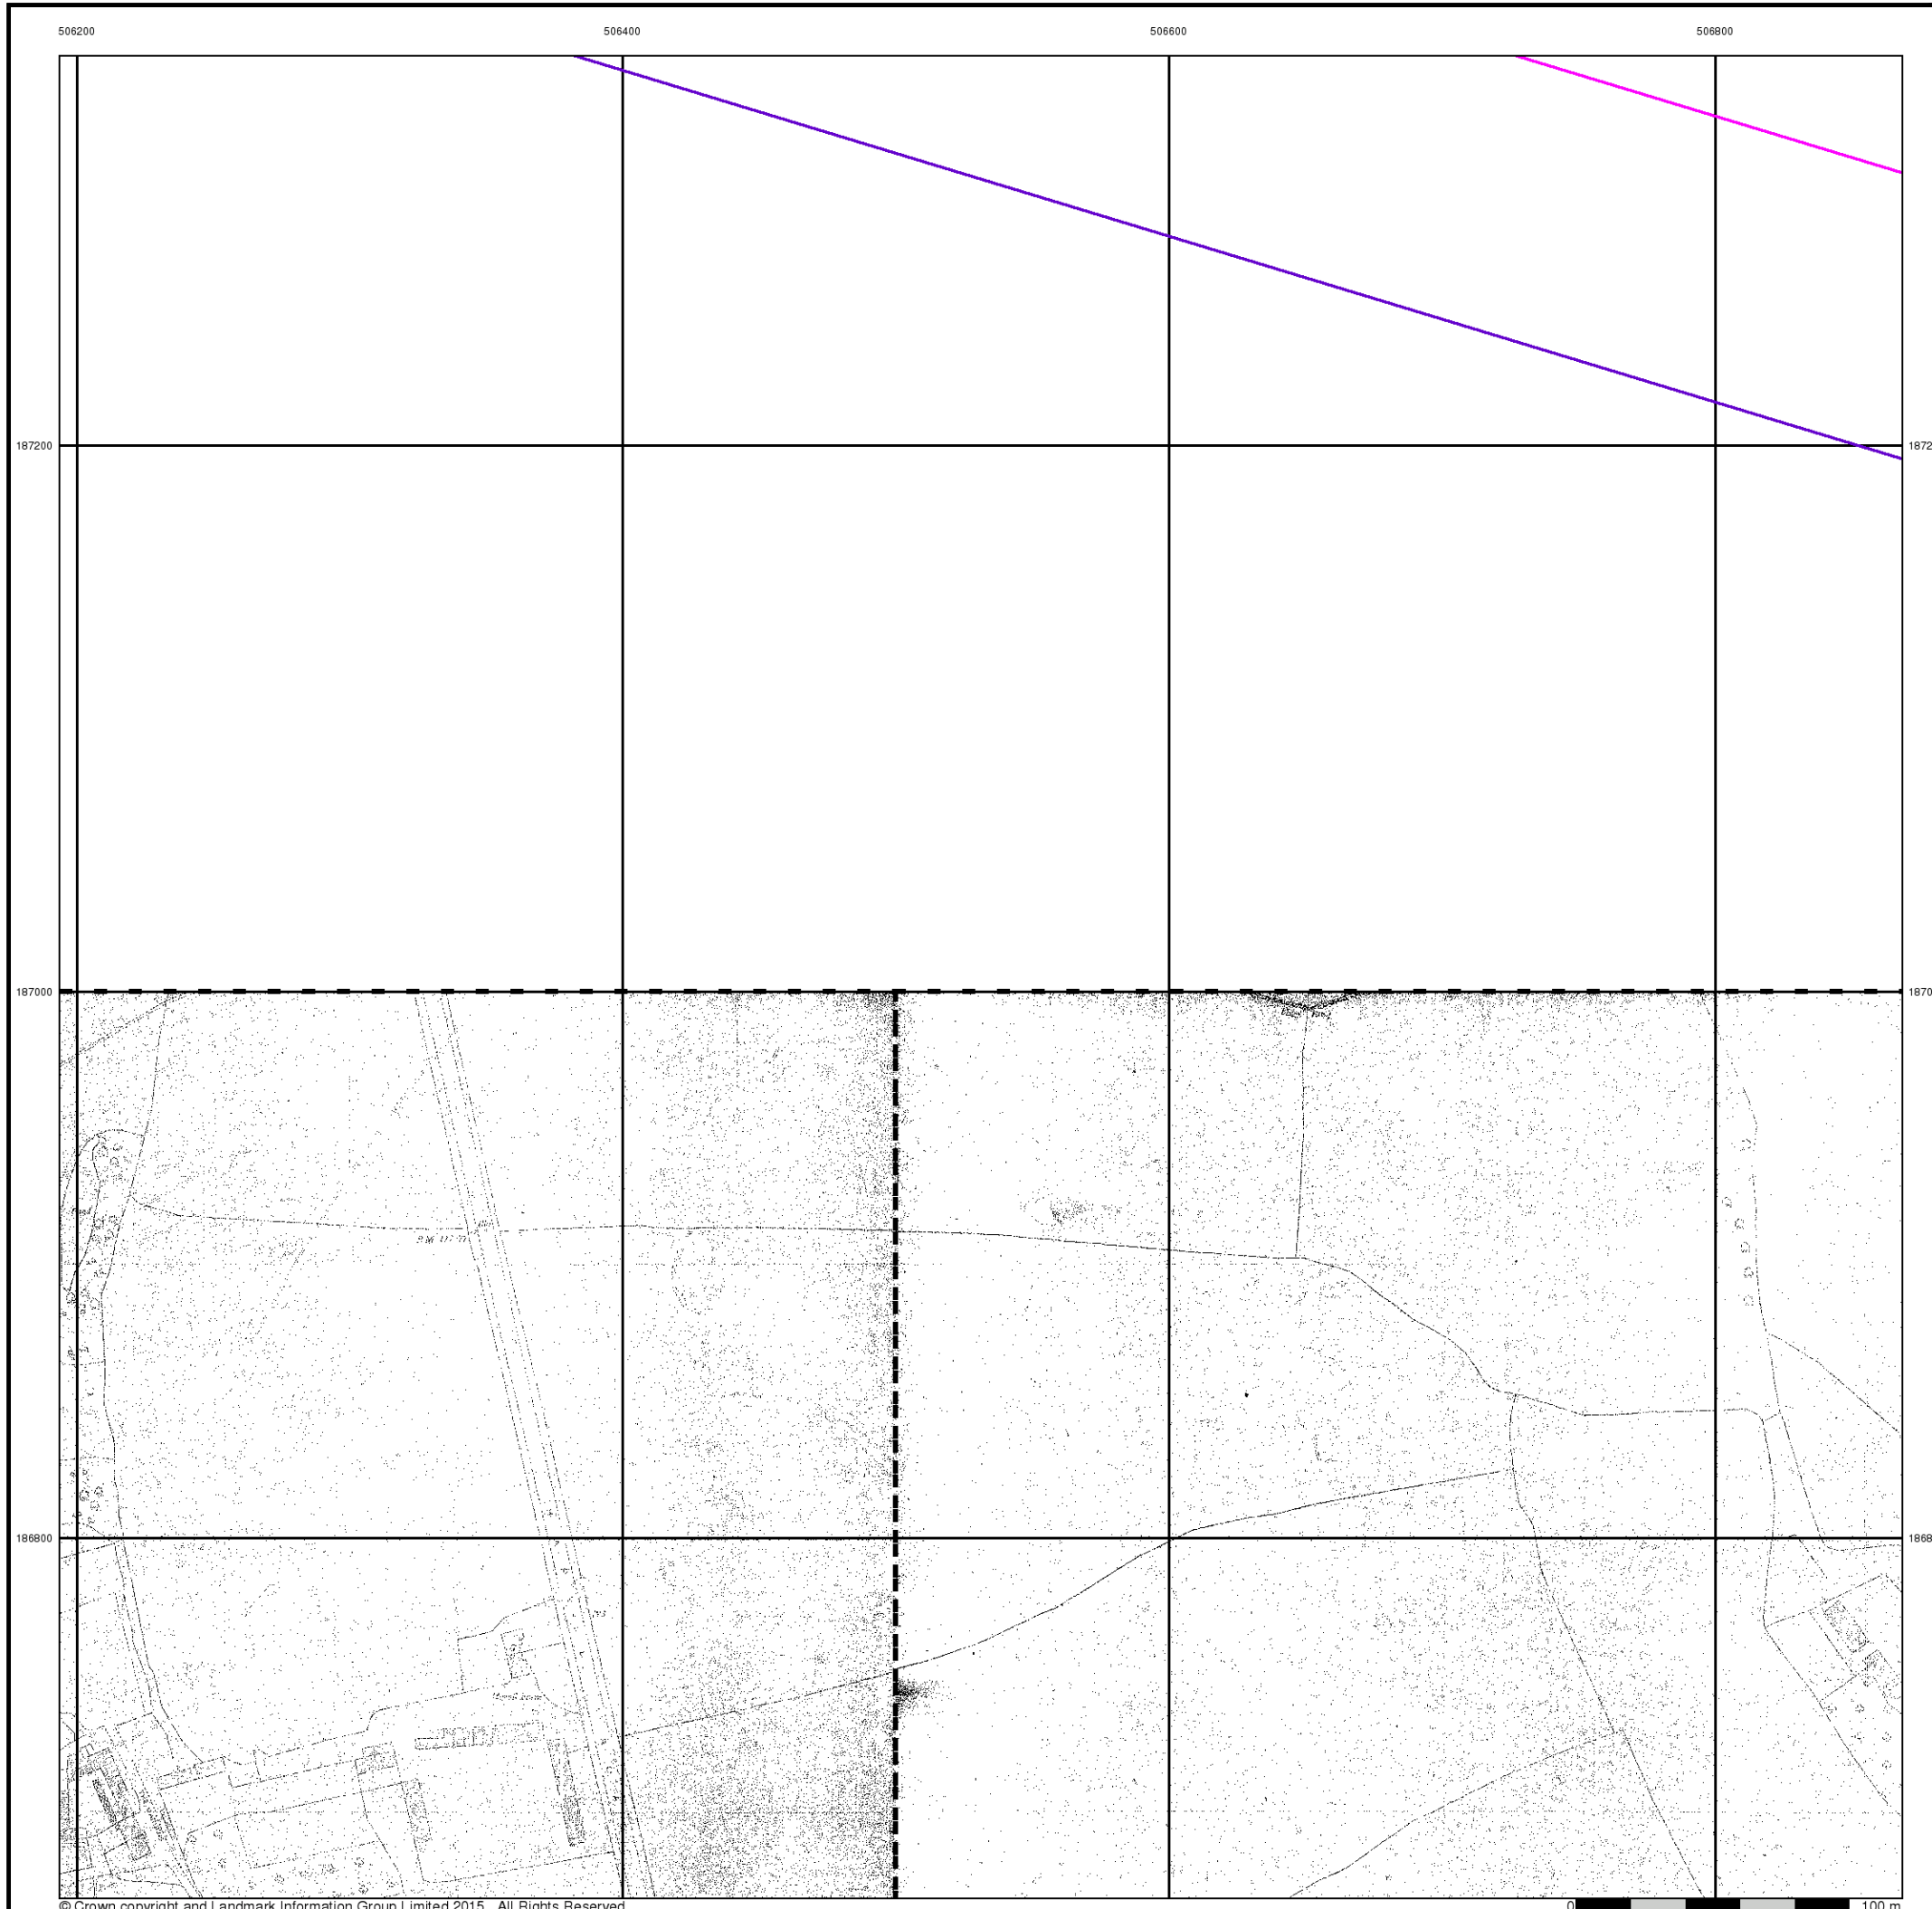 506200 506400 506600 506800
187200 1872
187000 1870
186800 1868
© Crown copyright and Landmark Information Group Limited 2015. All Rights Reserved.
0 100 m